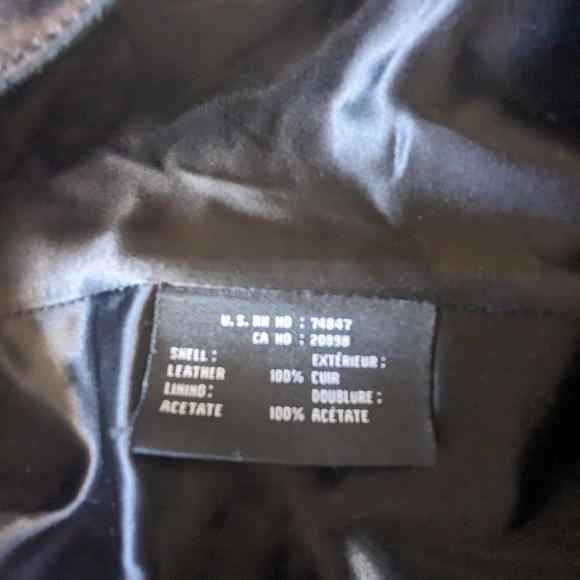 U.S. RN NO : 74847
CA NO : 20898
SHELL : EXTÉRIEUR :
LEATHER 100% CUIR
LINING: DOUBLURE :
ACETATE 100% ACÉTATE